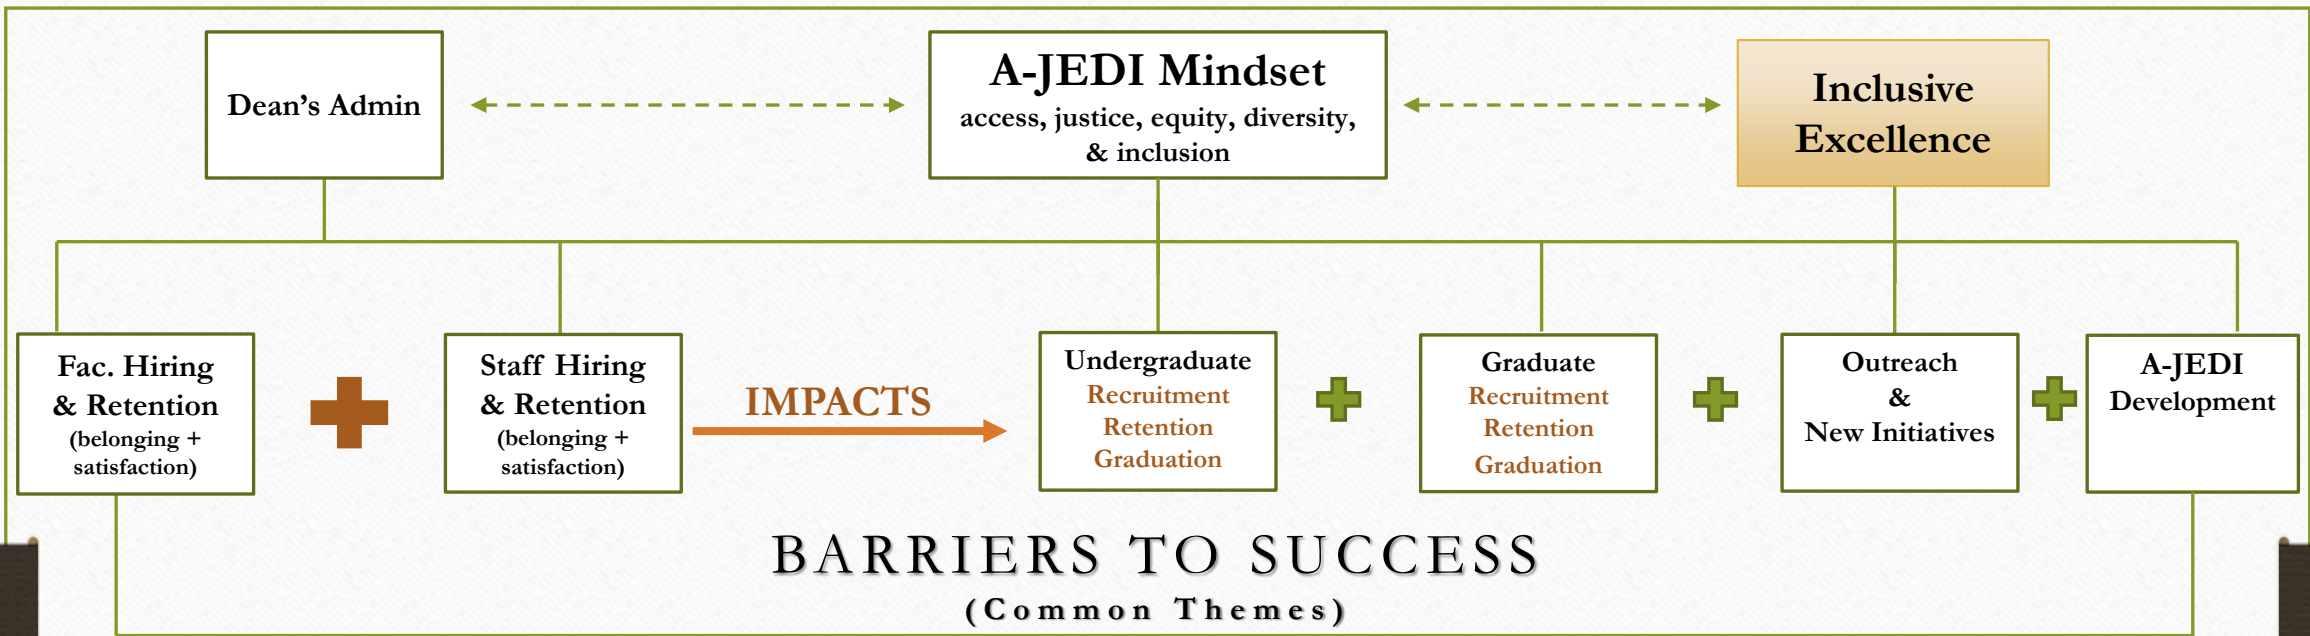 Dean's Admin
A-JEDI Mindset
access, justice, equity, diversity,
& inclusion
Inclusive
Excellence
Fac. Hiring
& Retention
(belonging +
satisfaction)
Staff Hiring
& Retention
(belonging +
satisfaction)
IMPACTS
Undergraduate
Recruitment
Retention
Graduation
Graduate
Recruitment
Retention
Graduation
Outreach
&
New Initiatives
A-JEDI
Development
BARRIERS TO SUCCESS
(Common Themes)